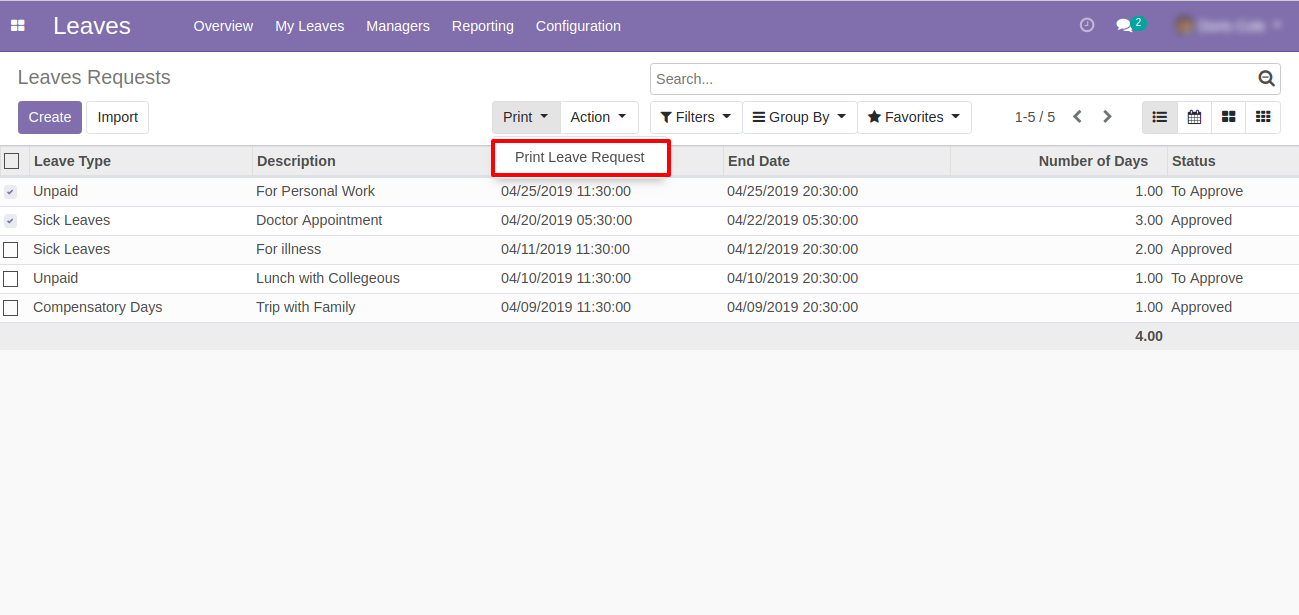 Leaves Overview My Leaves Managers Reporting Configuration 2
Leaves Requests
Search...
Create Import Print Action Filters Group By Favorites 1-5 / 5
Print Leave Request
Leave Type Description End Date Number of Days Status
Unpaid For Personal Work 04/25/2019 11:30:00 04/25/2019 20:30:00 1.00 To Approve
Sick Leaves Doctor Appointment 04/20/2019 05:30:00 04/22/2019 05:30:00 3.00 Approved
Sick Leaves For illness 04/11/2019 11:30:00 04/12/2019 20:30:00 2.00 Approved
Unpaid Lunch with Collegeous 04/10/2019 11:30:00 04/10/2019 20:30:00 1.00 To Approve
Compensatory Days Trip with Family 04/09/2019 11:30:00 04/09/2019 20:30:00 1.00 Approved
4.00